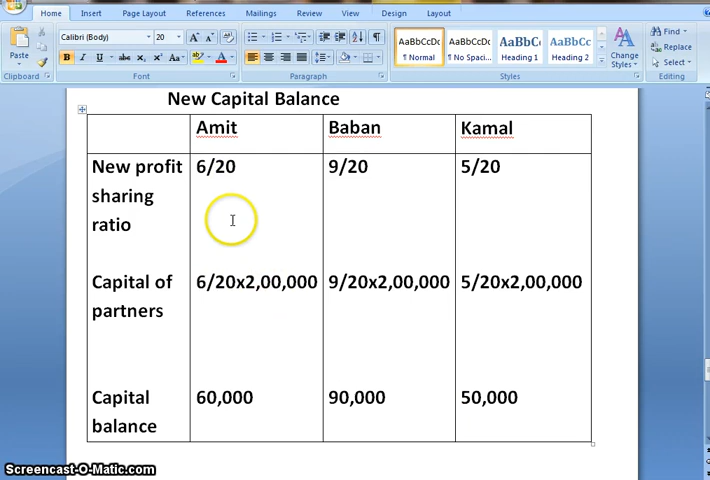 Home Insert Page Layout References Mailings Review View Design Layout
Calibri (Body) 20 Find
Paste AaBbCcDc AaBbCcDc AaBbC AaBbCc Replace
¶ Normal ¶ No Spaci... Heading 1 Heading 2 Change Styles Select
Clipboard Font Paragraph Styles Editing
New Capital Balance
Amit Baban Kamal
New profit sharing ratio 6/20 9/20 5/20
Capital of partners 6/20x2,00,000 9/20x2,00,000 5/20x2,00,000
Capital balance 60,000 90,000 50,000
Screencast-O-Matic.com